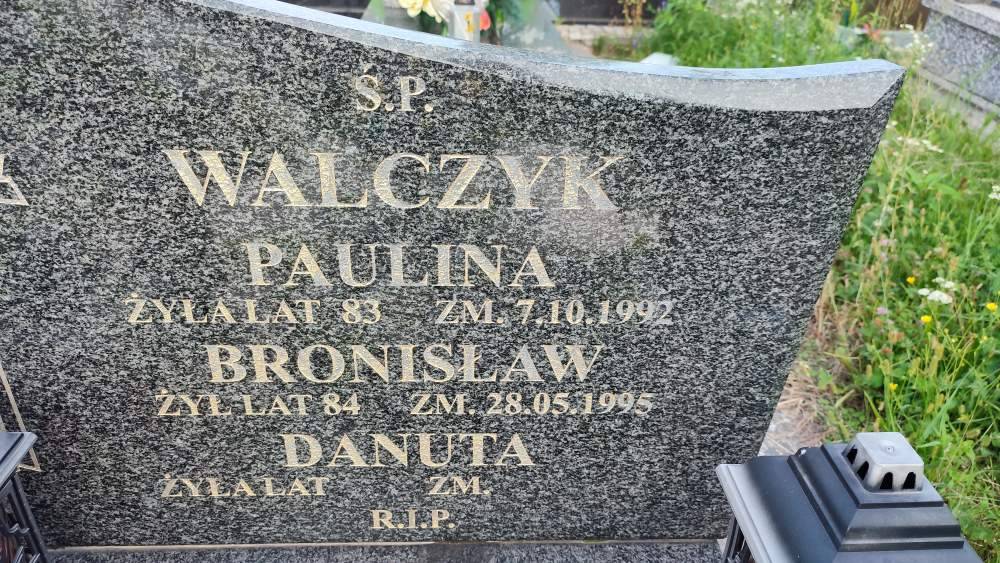 Ś.P.
WALCZYK
PAULINA
ŻYŁA LAT 83 ZM. 7.10.1992
BRONISŁAW
ŻYŁ LAT 84 ZM. 28.05.1995
DANUTA
ŻYŁA LAT ZM.
R.I.P.